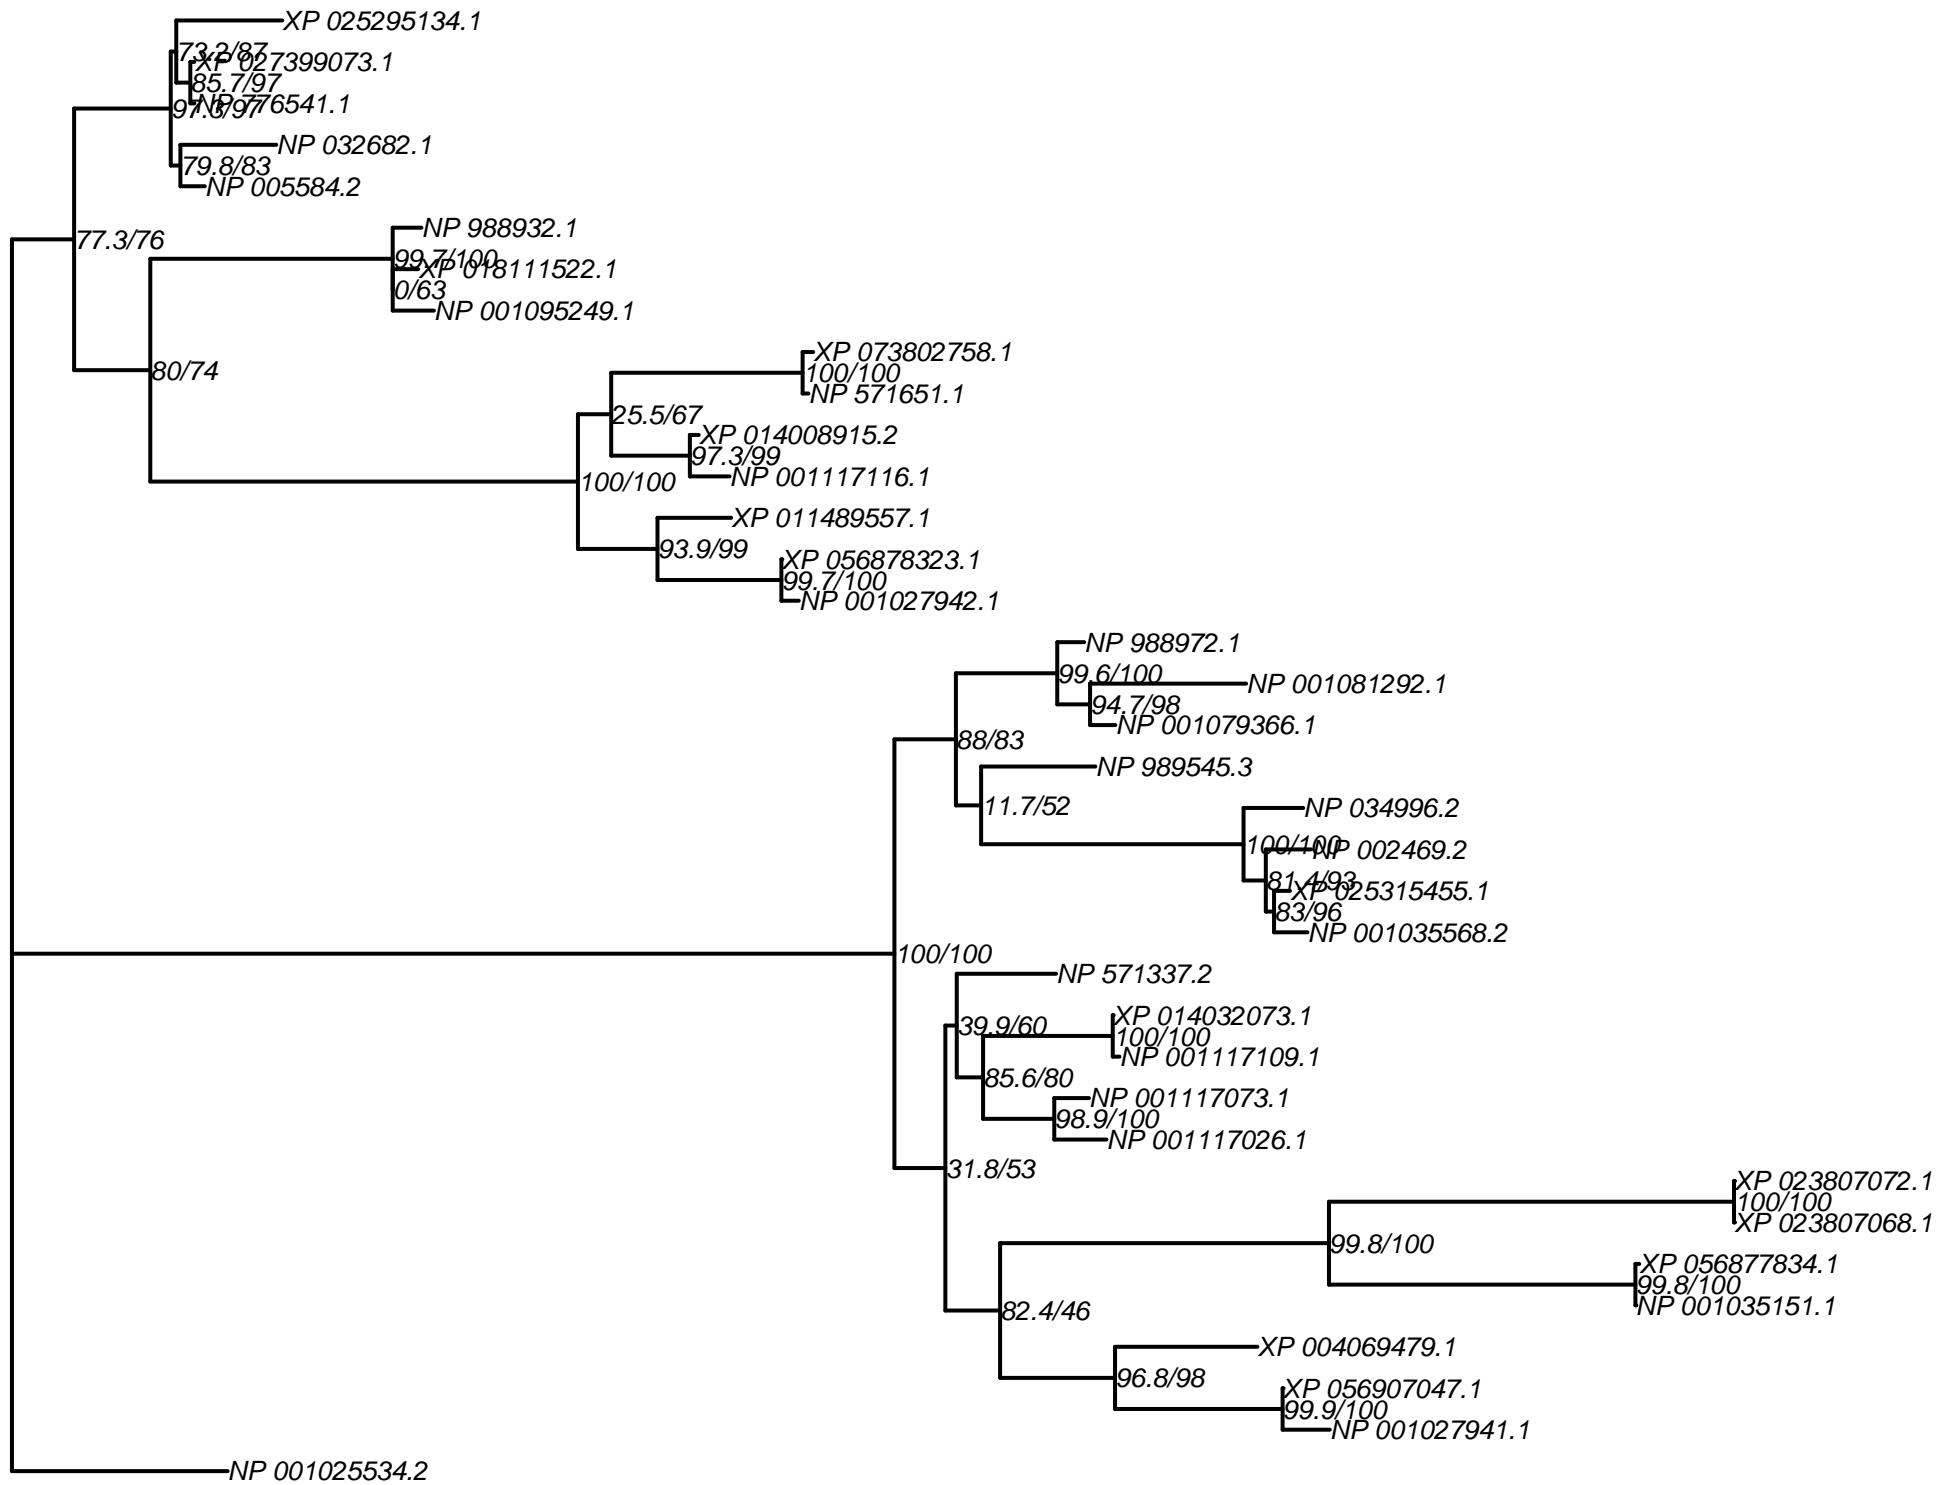 XP 025295134.1
73.2/87
XP 027399073.1
85.7/97
NP 776541.1
97.3/97
NP 032682.1
79.8/83
NP 005584.2
NP 988932.1
77.3/76
99.7/100
XP 018111522.1
0/63
NP 001095249.1
XP 073802758.1
80/74
100/100
NP 571651.1
25.5/67
XP 014008915.2
97.3/99
NP 001117116.1
100/100
XP 011489557.1
93.9/99
XP 056878323.1
99.7/100
NP 001027942.1
NP 988972.1
99.6/100
NP 001081292.1
94.7/98
NP 001079366.1
88/83
NP 989545.3
11.7/52
NP 034996.2
100/100
NP 002469.2
81.4/93
XP 025315455.1
83/96
NP 001035568.2
100/100
NP 571337.2
XP 014032073.1
39.9/60
100/100
NP 001117109.1
85.6/80
NP 001117073.1
98.9/100
NP 001117026.1
31.8/53
XP 023807072.1
100/100
XP 023807068.1
99.8/100
XP 056877834.1
99.8/100
NP 001035151.1
82.4/46
XP 004069479.1
96.8/98
XP 056907047.1
99.9/100
NP 001027941.1
NP 001025534.2